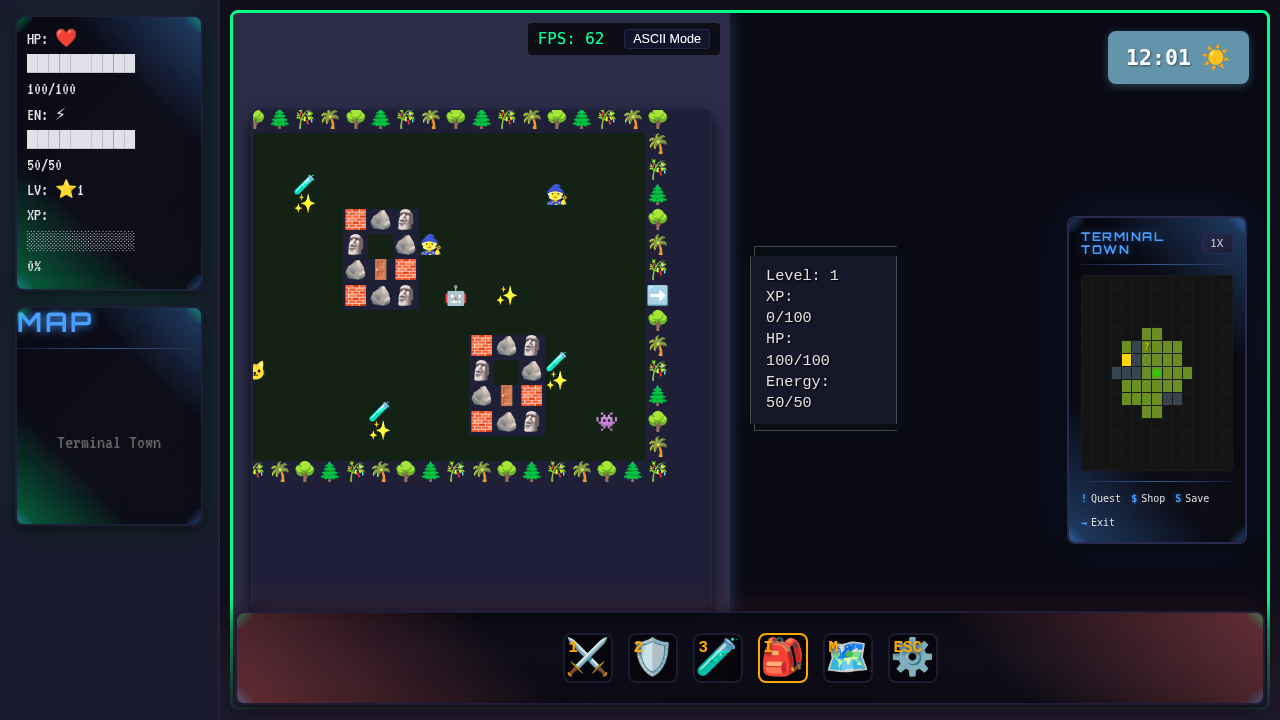 HP: ❤️
100/100
EN: ⚡
50/50
LV: ⭐1
XP:
0%
MAP
Terminal Town
FPS: 62
ASCII Mode
12:01 ☀️
Level: 1
XP:
0/100
HP:
100/100
Energy:
50/50
TERMINAL
TOWN
1X
?
! Quest $ Shop S Save
→ Exit
1 2 3 I M ESC